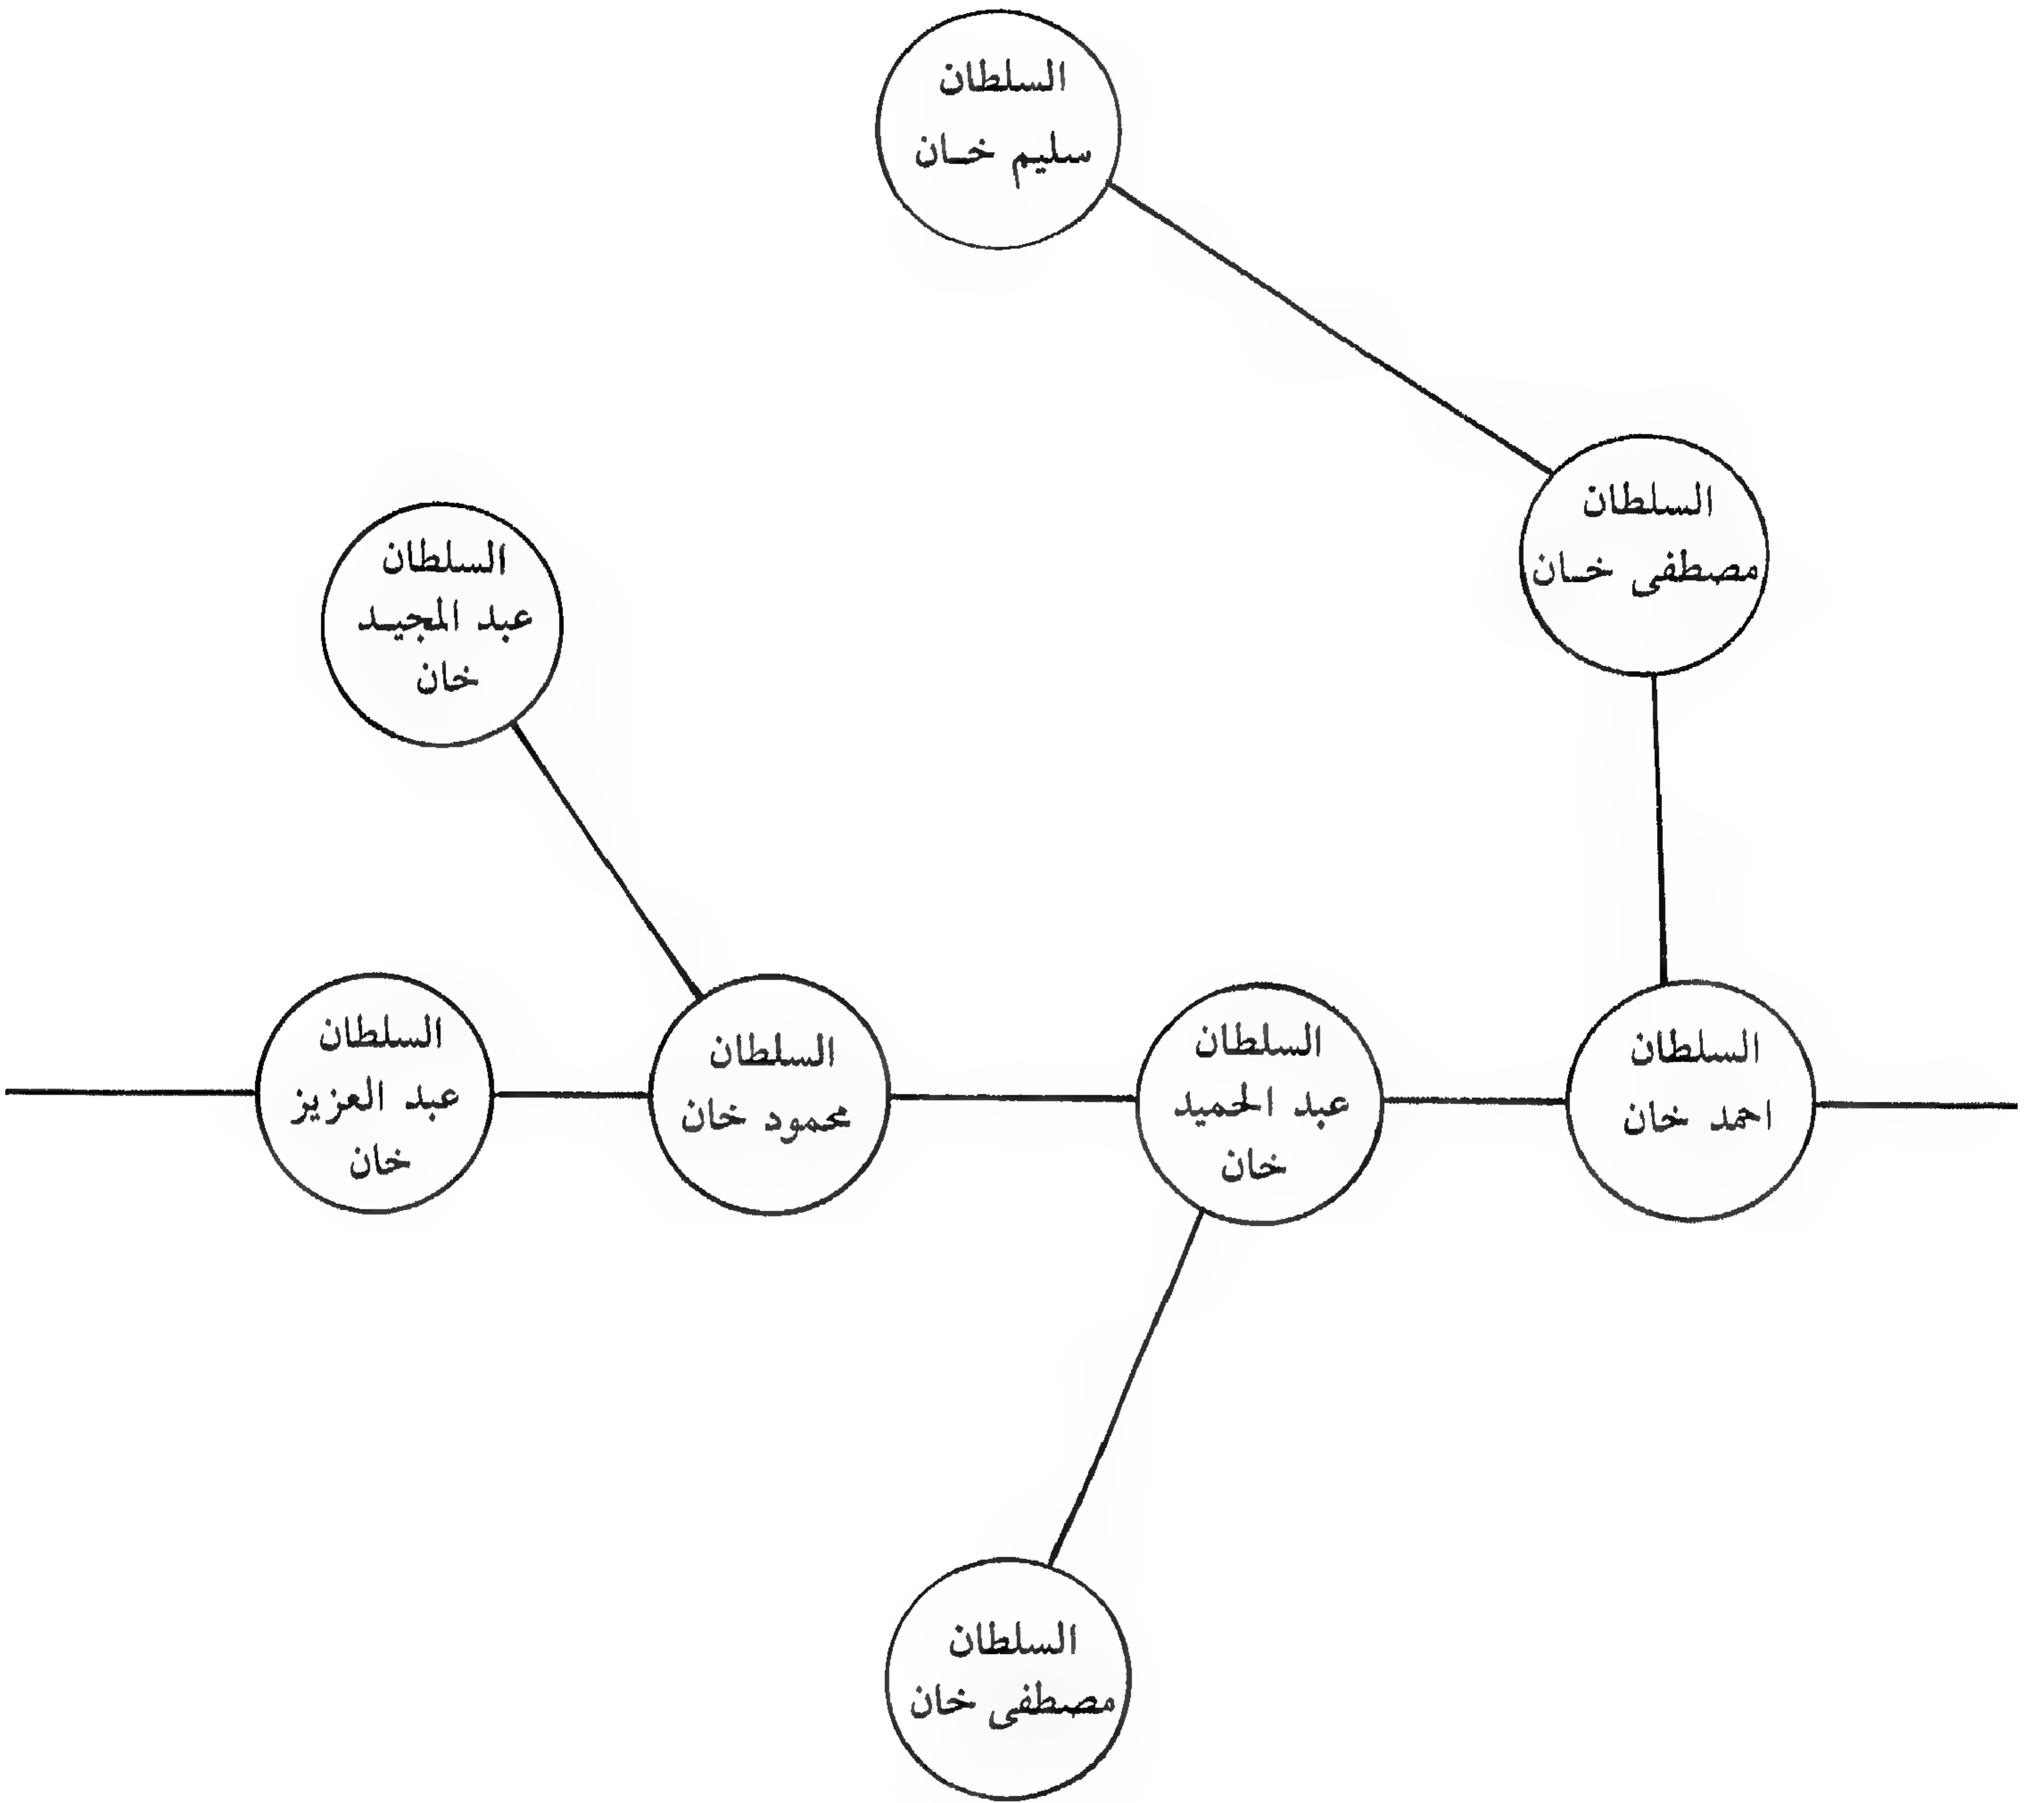 السلطان
سليم خان
السلطان
مصطفى خان
السلطان
عبد المجيد
خان
السلطان
احمد خان
السلطان
عبد الحميد
خان
السلطان
محمود خان
السلطان
عبد العزيز
خان
السلطان
مصطفى خان